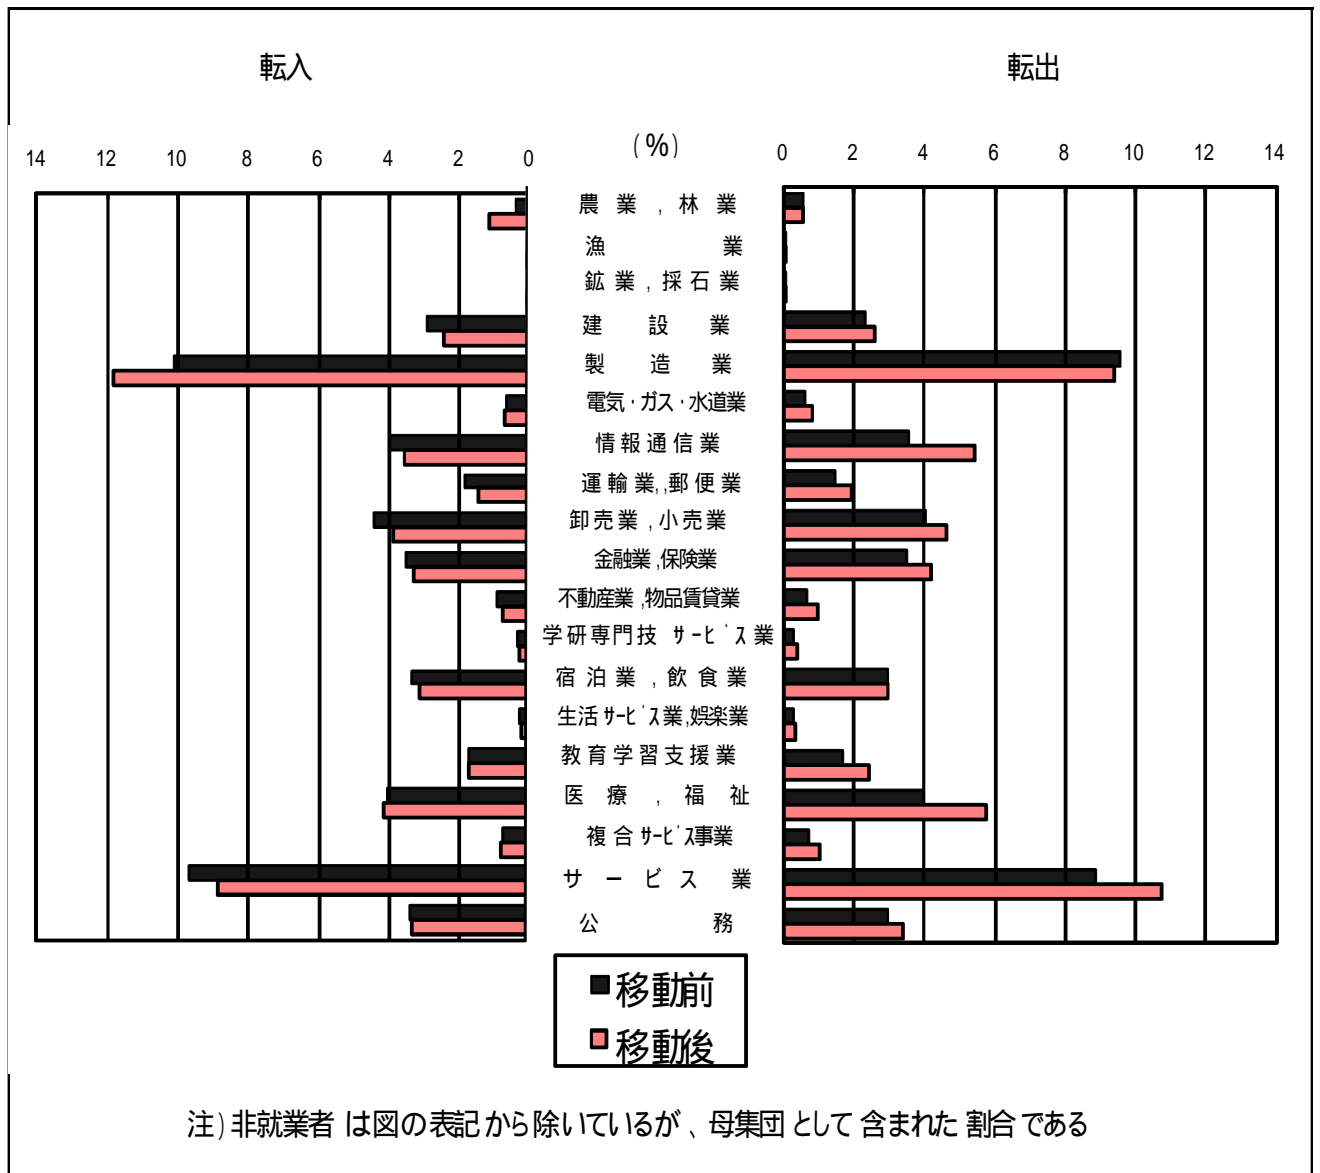 転入 転出
(%)
14 12 10 8 6 4 2 0 0 2 4 6 8 10 12 14
農業,林業
漁業
鉱業,採石業
建設業
製造業
電気・ガス・水道業
情報通信業
運輸業,,郵便業
卸売業,小売業
金融業,保険業
不動産業,物品賃貸業
学研専門技サービス業
宿泊業,飲食業
生活サービス業,娯楽業
教育学習支援業
医療,福祉
複合サービス事業
サービス業
公務
移動前
移動後
注)非就業者は図の表記から除いているが、母集団として含まれた割合である